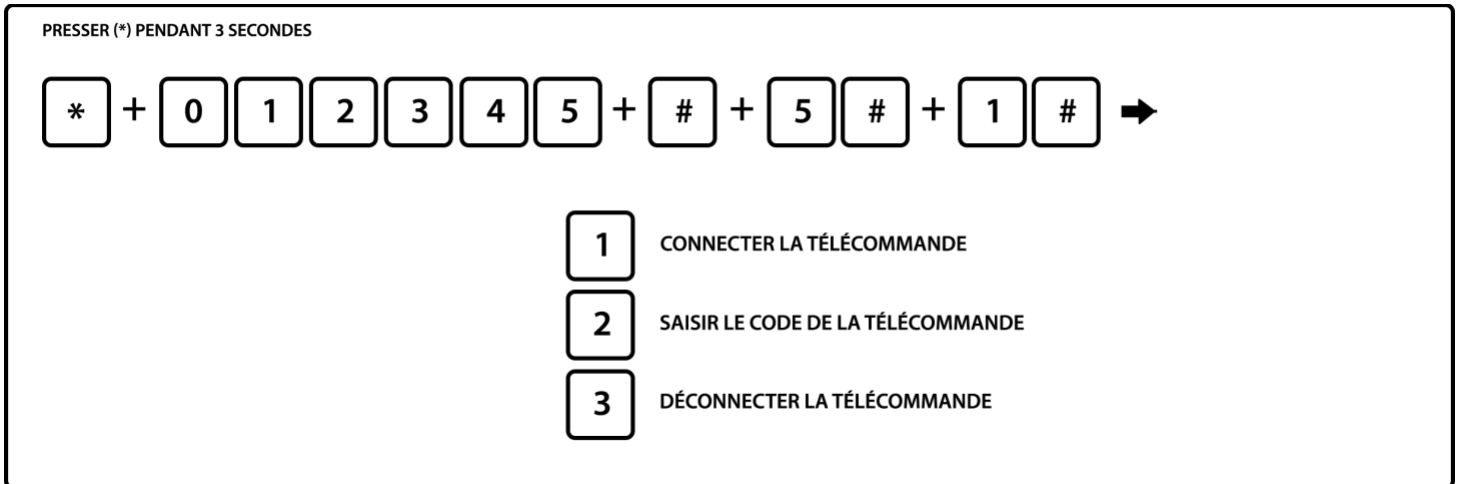 PRESSER (*) PENDANT 3 SECONDES
* + 0 1 2 3 4 5 + # + 5 # + 1 # ➡
1 CONNECTER LA TÉLÉCOMMANDE
2 SAISIR LE CODE DE LA TÉLÉCOMMANDE
3 DÉCONNECTER LA TÉLÉCOMMANDE